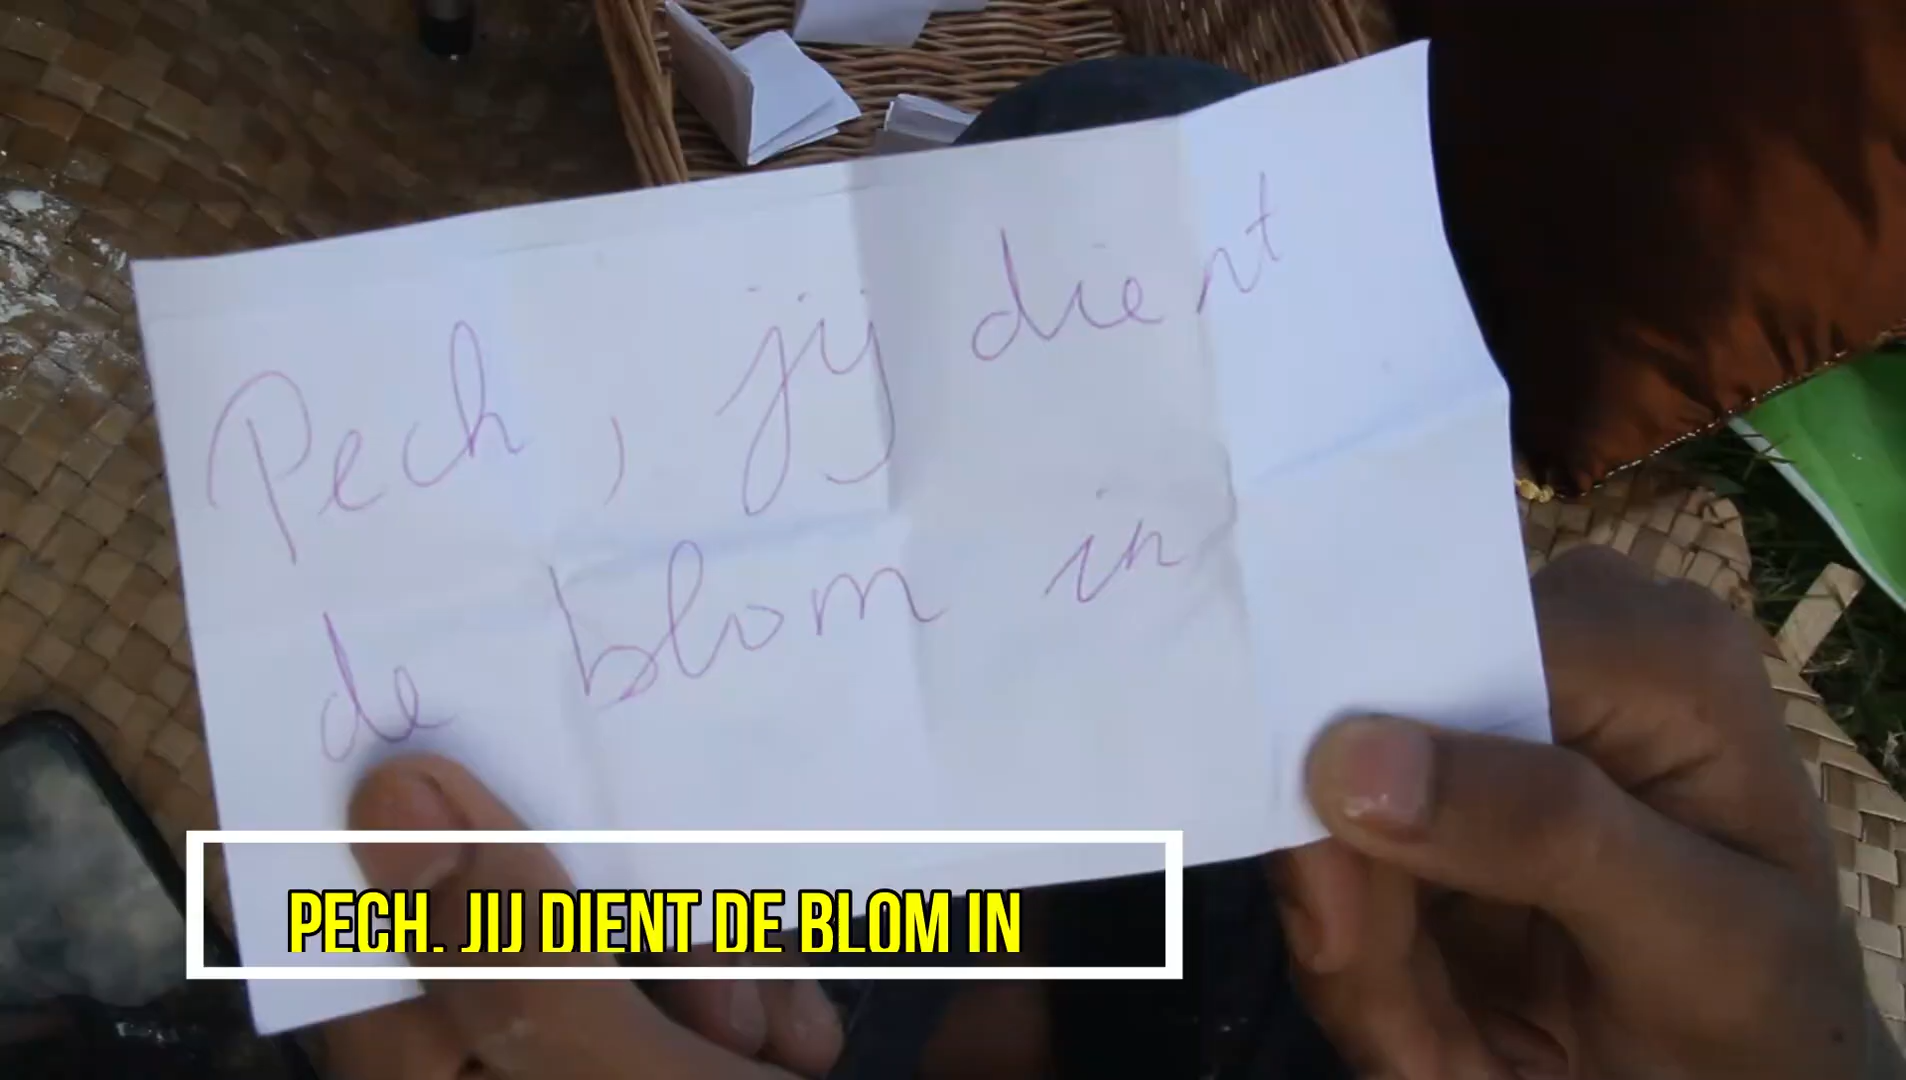 Pech, jij dient
de blom in
PECH, JIJ DIENT DE BLOM IN